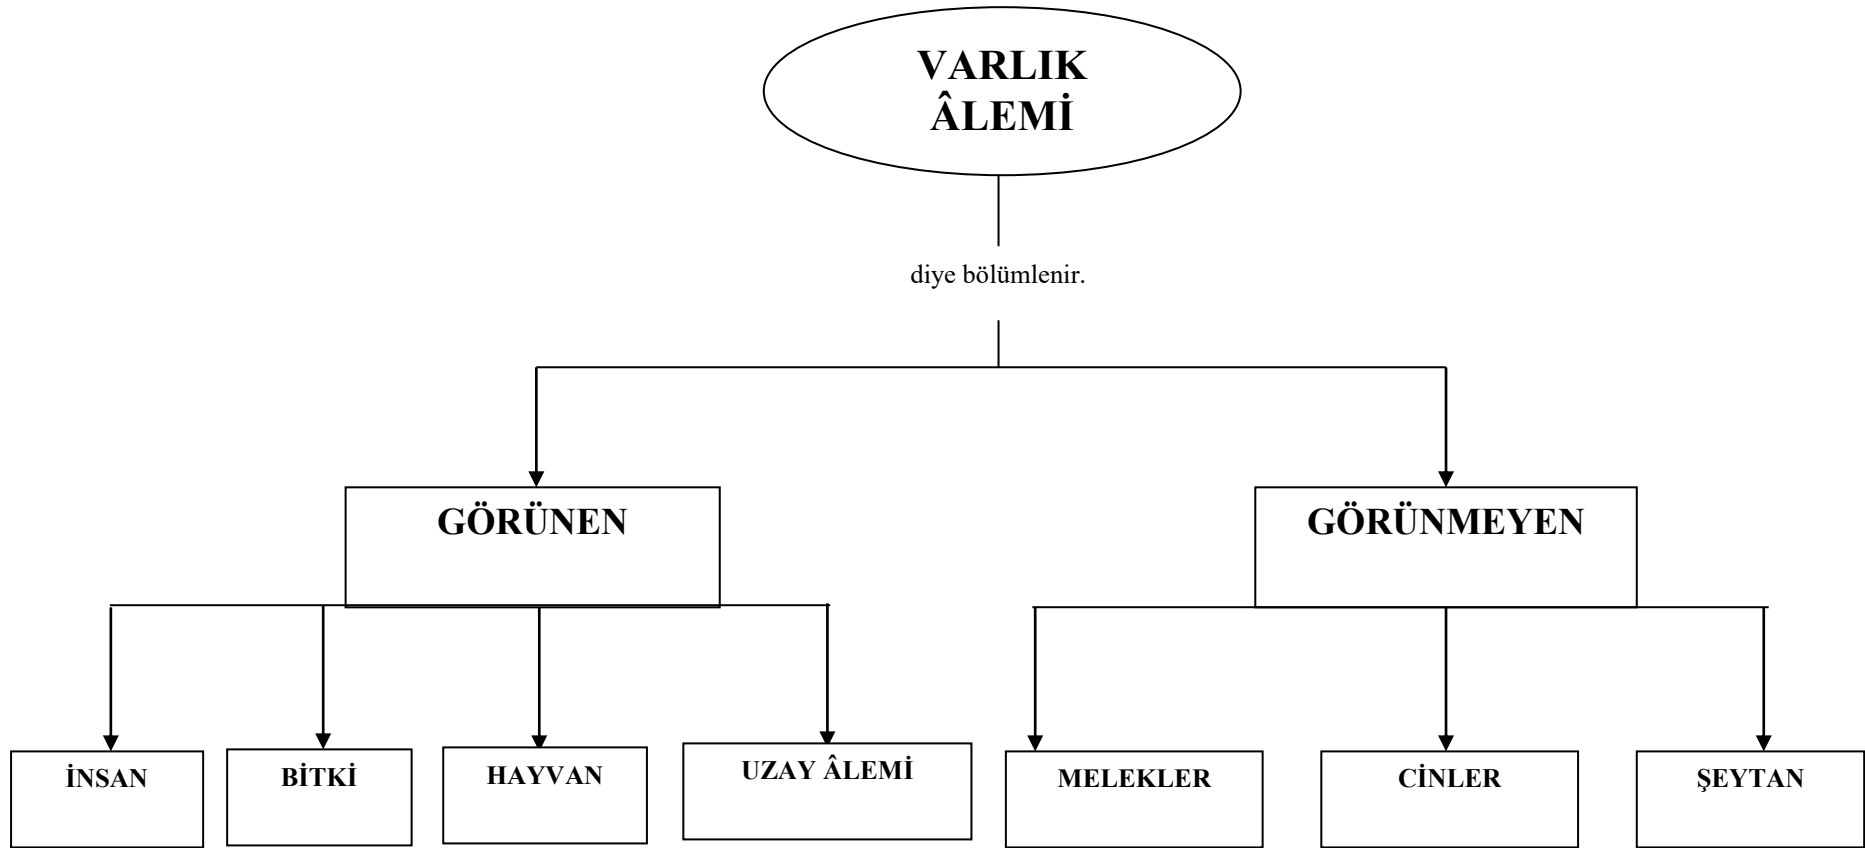 VARLIK
ÂLEMİ
diye bölümlenir.
GÖRÜNEN
GÖRÜNMEYEN
İNSAN
BİTKİ
HAYVAN
UZAY ÂLEMİ
MELEKLER
CİNLER
ŞEYTAN